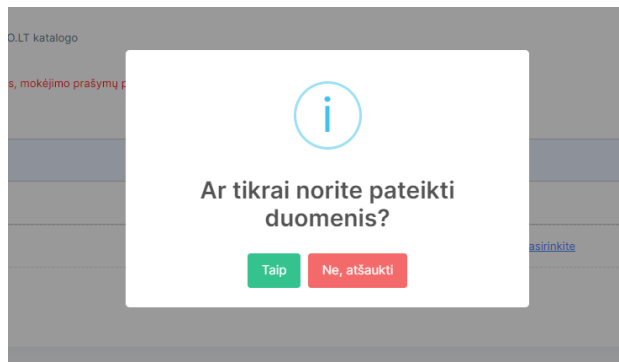 O.LT katalogo
s, mokėjimo prašymų p
Ar tikrai norite pateikti
duomenis?
asirinkite
Taip
Ne, atšaukti